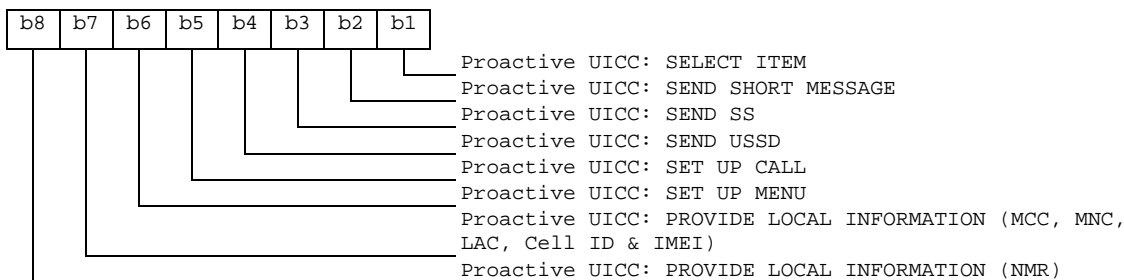 b8 b7 b6 b5 b4 b3 b2 b1
Proactive UICC: SELECT ITEM
Proactive UICC: SEND SHORT MESSAGE
Proactive UICC: SEND SS
Proactive UICC: SEND USSD
Proactive UICC: SET UP CALL
Proactive UICC: SET UP MENU
Proactive UICC: PROVIDE LOCAL INFORMATION (MCC, MNC,
LAC, Cell ID & IMEI)
Proactive UICC: PROVIDE LOCAL INFORMATION (NMR)